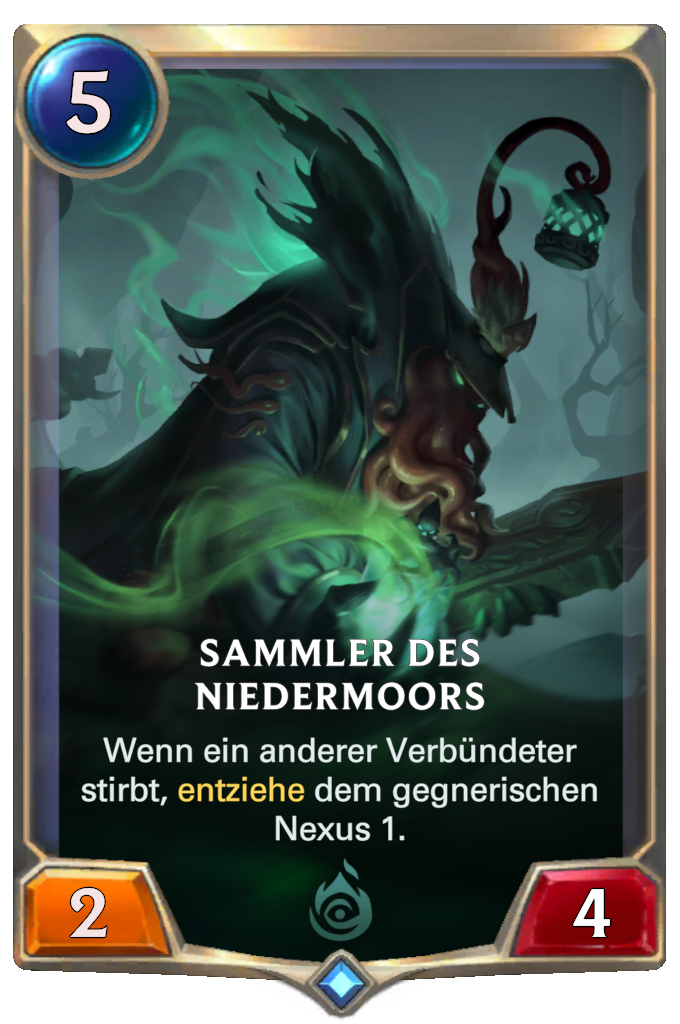 5
SAMMLER DES
NIEDERMOORS
Wenn ein anderer Verbündeter
stirbt, entziehe dem gegnerischen
Nexus 1.
2
4